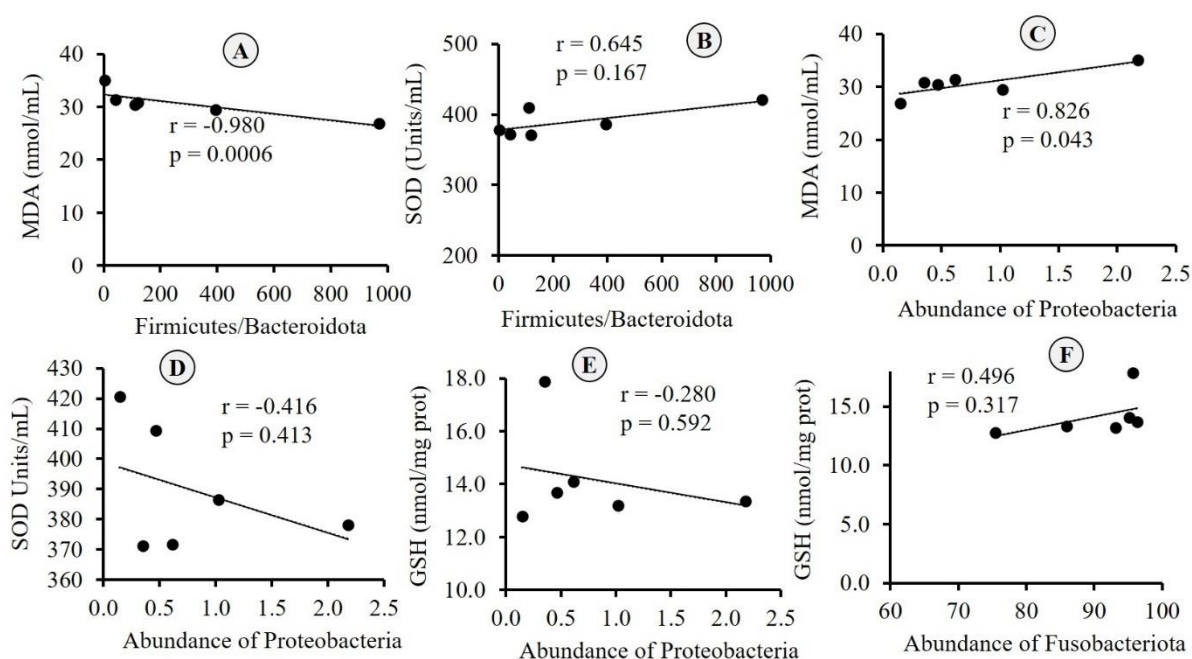 A
MDA (nmol/mL)
40
30
20
10
0
r = -0.980
p = 0.0006
0 200 400 600 800 1000
Firmicutes/Bacteroidota
B
SOD (Units/mL)
500
400
300
200
r = 0.645
p = 0.167
0 200 400 600 800 1000
Firmicutes/Bacteroidota
C
MDA (nmol/mL)
40
30
20
10
0
r = 0.826
p = 0.043
0.0 0.5 1.0 1.5 2.0 2.5
Abundance of Proteobacteria
D
SOD Units/mL)
430
420
410
400
390
380
370
360
r = -0.416
p = 0.413
0.0 0.5 1.0 1.5 2.0 2.5
Abundance of Proteobacteria
E
GSH (nmol/mg prot)
18.0
16.0
14.0
12.0
10.0
r = -0.280
p = 0.592
0.0 0.5 1.0 1.5 2.0 2.5
Abundance of Proteobacteria
F
GSH (nmol/mg prot)
15.0
10.0
5.0
0.0
r = 0.496
p = 0.317
60 70 80 90 100
Abundance of Fusobacteriota